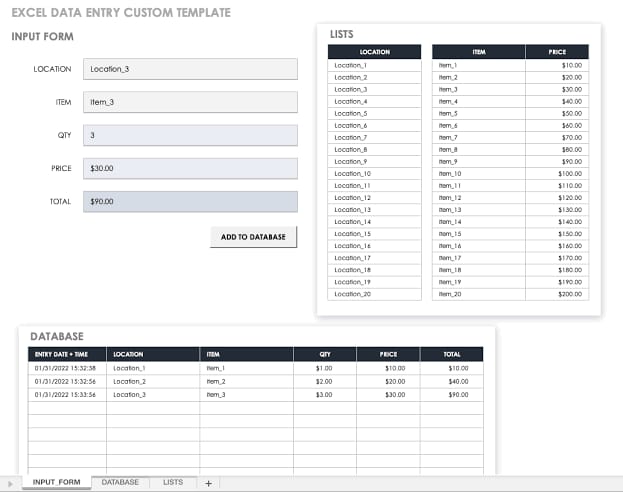 EXCEL DATA ENTRY CUSTOM TEMPLATE
INPUT FORM
LOCATION Location_3
ITEM Item_3
QTY 3
PRICE $30.00
TOTAL $90.00
ADD TO DATABASE
LISTS
LOCATION ITEM PRICE
Location_1 Item_1 $10.00
Location_2 Item_2 $20.00
Location_3 Item_3 $30.00
Location_4 Item_4 $40.00
Location_5 Item_5 $50.00
Location_6 Item_6 $60.00
Location_7 Item_7 $70.00
Location_8 Item_8 $80.00
Location_9 Item_9 $90.00
Location_10 Item_10 $100.00
Location_11 Item_11 $110.00
Location_12 Item_12 $120.00
Location_13 Item_13 $130.00
Location_14 Item_14 $140.00
Location_15 Item_15 $150.00
Location_16 Item_16 $160.00
Location_17 Item_17 $170.00
Location_18 Item_18 $180.00
Location_19 Item_19 $190.00
Location_20 Item_20 $200.00
DATABASE
ENTRY DATE + TIME LOCATION ITEM QTY PRICE TOTAL
01/31/2022 15:32:58 Location_1 Item_1 $1.00 $10.00 $10.00
01/31/2022 15:32:56 Location_2 Item_2 $2.00 $20.00 $40.00
01/31/2022 15:33:56 Location_3 Item_3 $3.00 $30.00 $90.00
INPUT_FORM DATABASE LISTS +